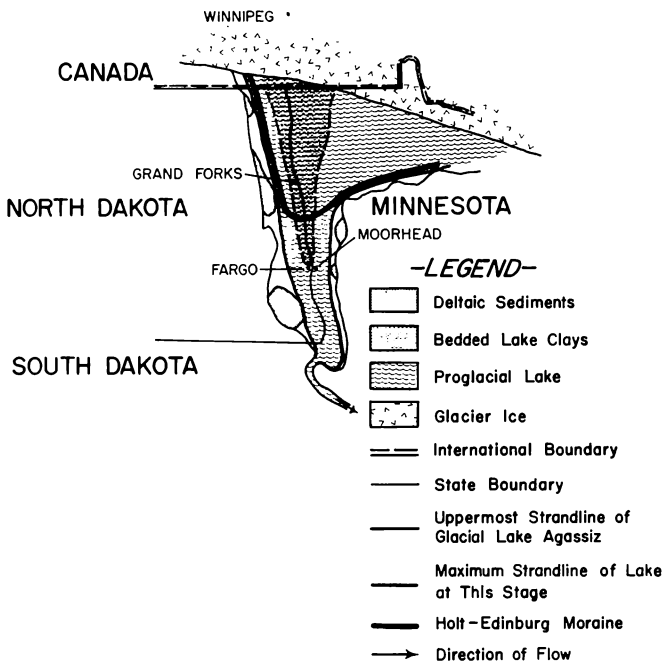 WINNIPEG
CANADA
GRAND FORKS
NORTH DAKOTA
MINNESOTA
MOORHEAD
FARGO
-LEGEND-
Deltaic Sediments
Bedded Lake Clays
SOUTH DAKOTA
Proglacial Lake
Glacier Ice
International Boundary
State Boundary
Uppermost Strandline of
Glacial Lake Agassiz
Maximum Strandline of Lake
at This Stage
Holt-Edinburg Moraine
Direction of Flow